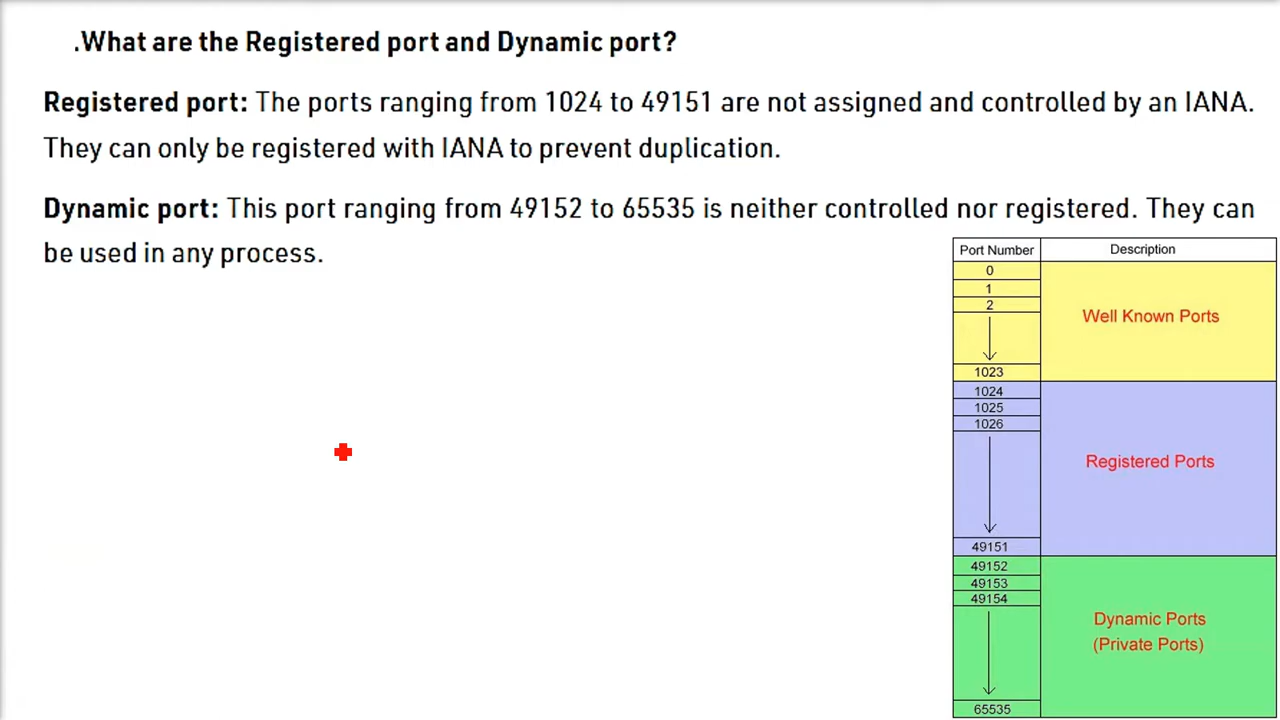 .What are the Registered port and Dynamic port?
Registered port: The ports ranging from 1024 to 49151 are not assigned and controlled by an IANA.
They can only be registered with IANA to prevent duplication.
Dynamic port: This port ranging from 49152 to 65535 is neither controlled nor registered. They can
be used in any process.
Port Number Description
0
1
2
Well Known Ports
1023
1024
1025
1026
Registered Ports
49151
49152
49153
49154
Dynamic Ports
(Private Ports)
65535